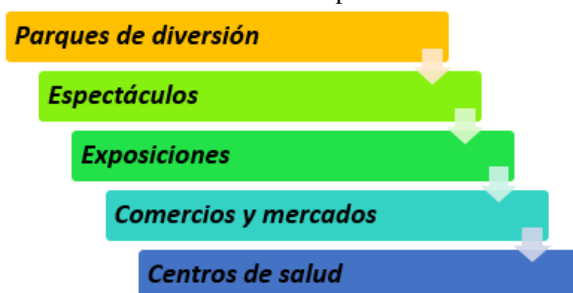 Parques de diversión
Espectáculos
Exposiciones
Comercios y mercados
Centros de salud